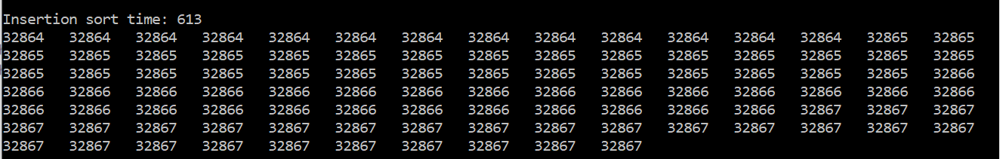 Insertion sort time: 613
32864 32864 32864 32864 32864 32864 32864 32864 32864 32864 32864 32864 32864 32865 32865
32865 32865 32865 32865 32865 32865 32865 32865 32865 32865 32865 32865 32865 32865 32865
32865 32865 32865 32865 32865 32865 32865 32865 32865 32865 32865 32865 32865 32865 32866
32866 32866 32866 32866 32866 32866 32866 32866 32866 32866 32866 32866 32866 32866 32866
32866 32866 32866 32866 32866 32866 32866 32866 32866 32866 32866 32866 32867 32867 32867
32867 32867 32867 32867 32867 32867 32867 32867 32867 32867 32867 32867 32867 32867 32867
32867 32867 32867 32867 32867 32867 32867 32867 32867 32867